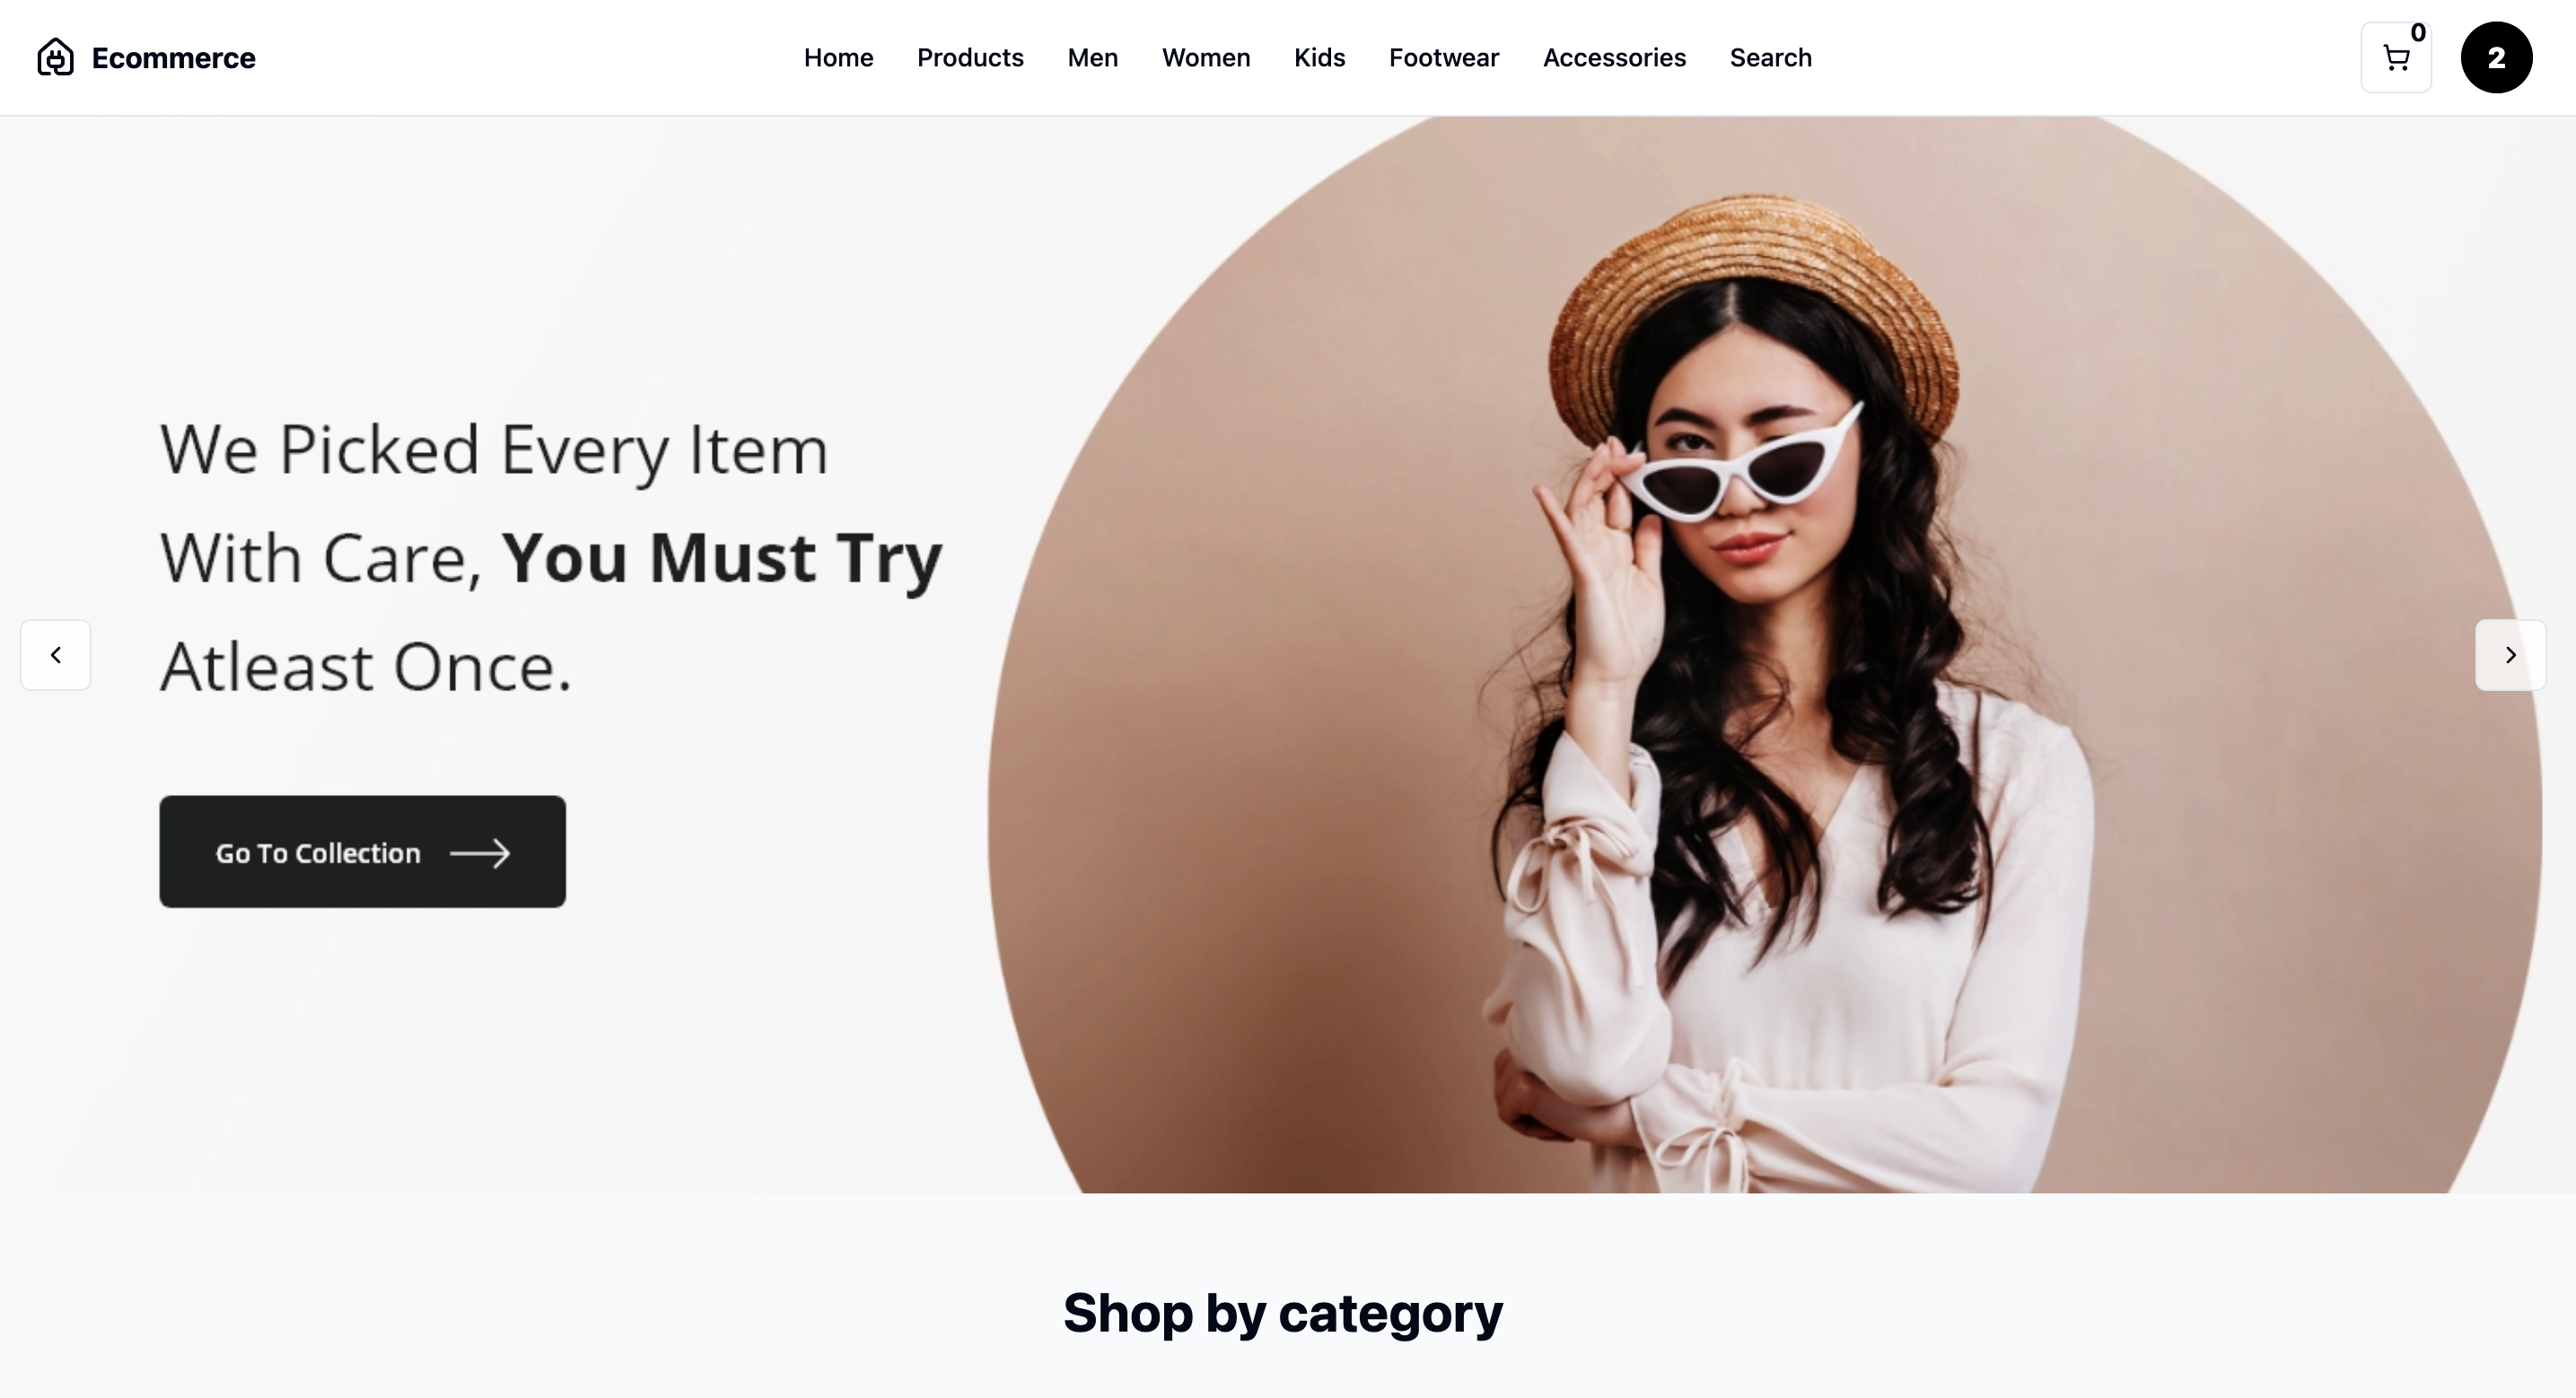 Ecommerce
Home Products Men Women Kids Footwear Accessories Search
0
2
We Picked Every Item
With Care, You Must Try
Atleast Once.
Go To Collection
Shop by category